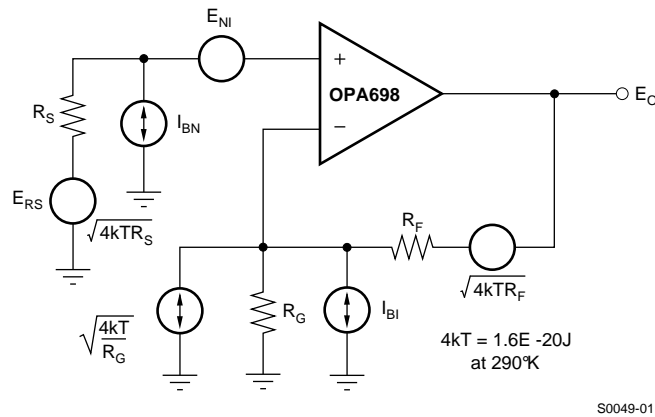 E_NI
+
OPA698
−
E_O
R_S
I_BN
E_RS
√4kTR_S
R_F
√4kTR_F
√4kT/R_G
R_G
I_BI
4kT = 1.6E -20J
at 290°K
S0049-01